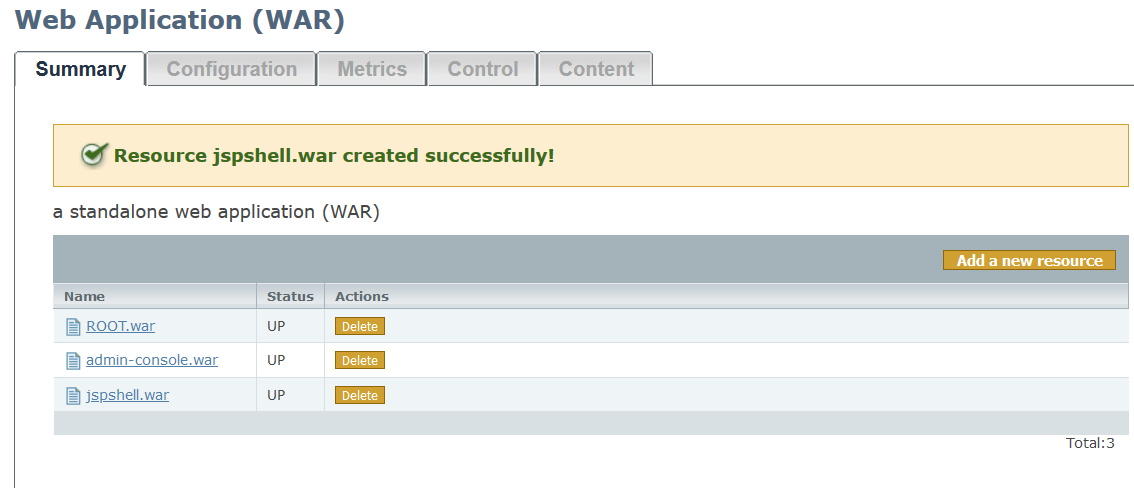 Web Application (WAR)
Summary Configuration Metrics Control Content
Resource jspshell.war created successfully!
a standalone web application (WAR)
Add a new resource
Name Status Actions
ROOT.war UP Delete
admin-console.war UP Delete
jspshell.war UP Delete
Total:3